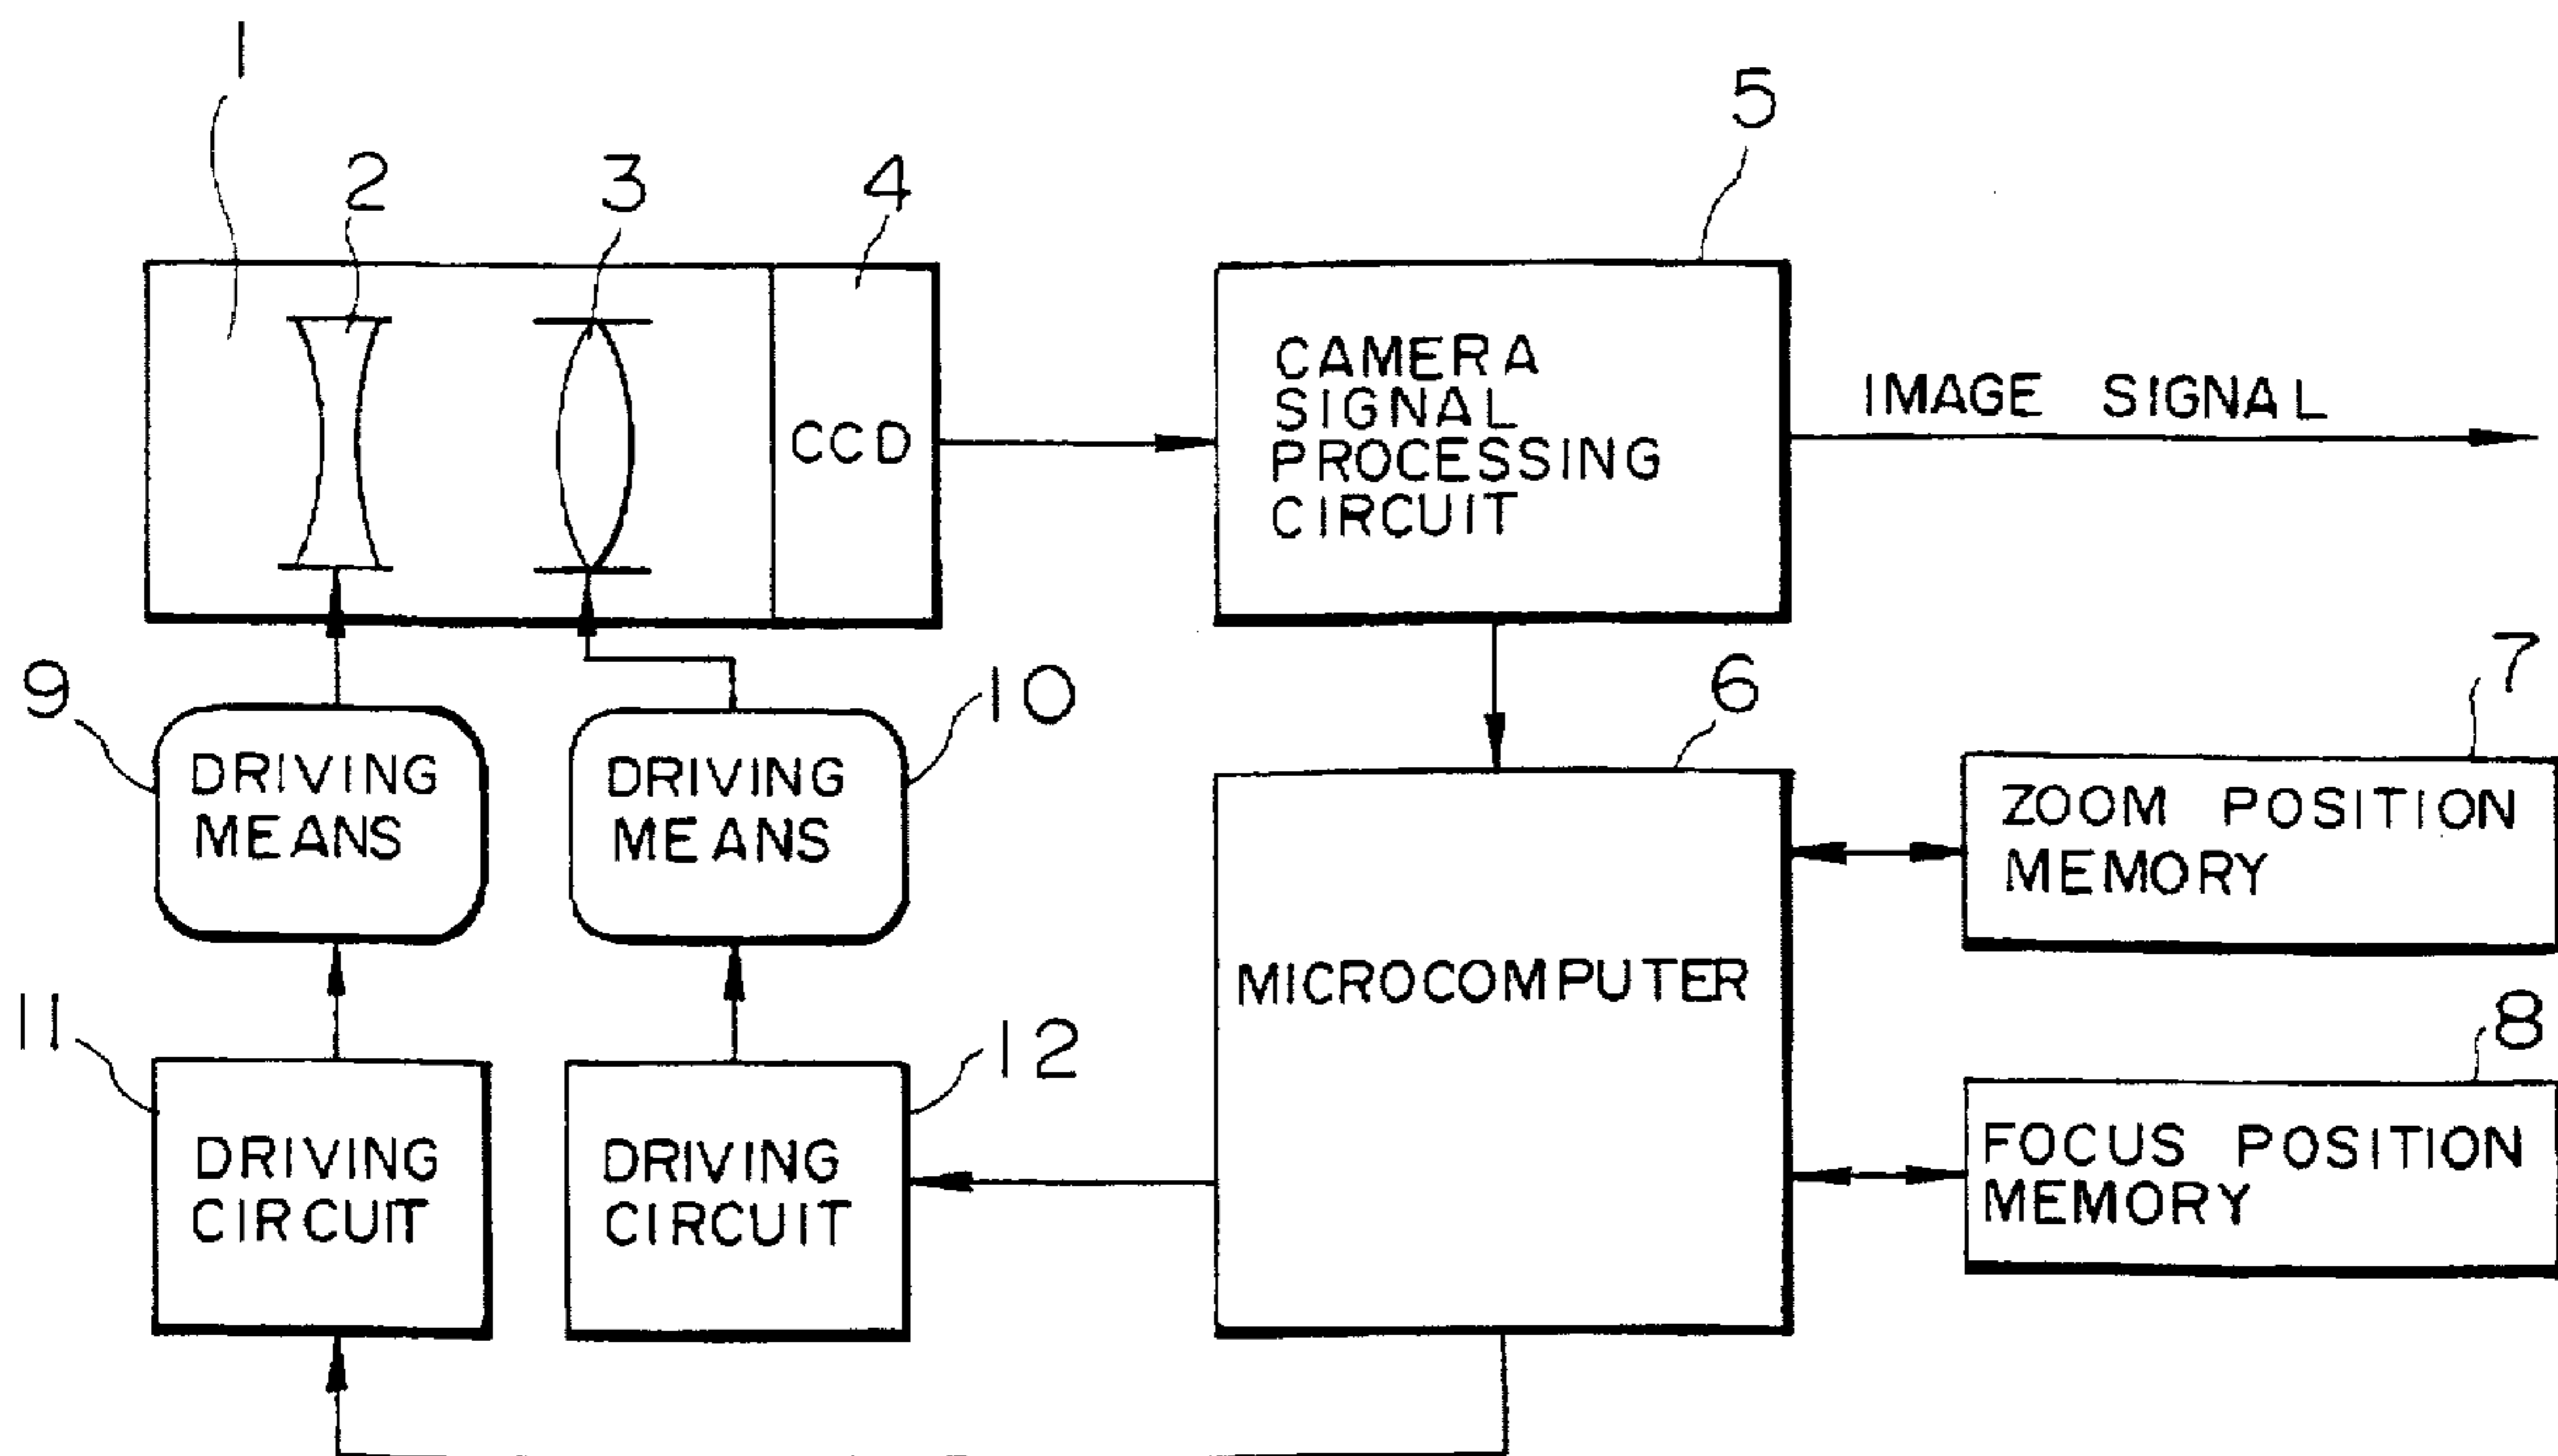 1
2
3
4
5
CCD
CAMERA
SIGNAL
PROCESSING
CIRCUIT
IMAGE SIGNAL
9
DRIVING
MEANS
10
DRIVING
MEANS
6
MICROCOMPUTER
7
ZOOM POSITION
MEMORY
11
DRIVING
CIRCUIT
12
DRIVING
CIRCUIT
8
FOCUS POSITION
MEMORY